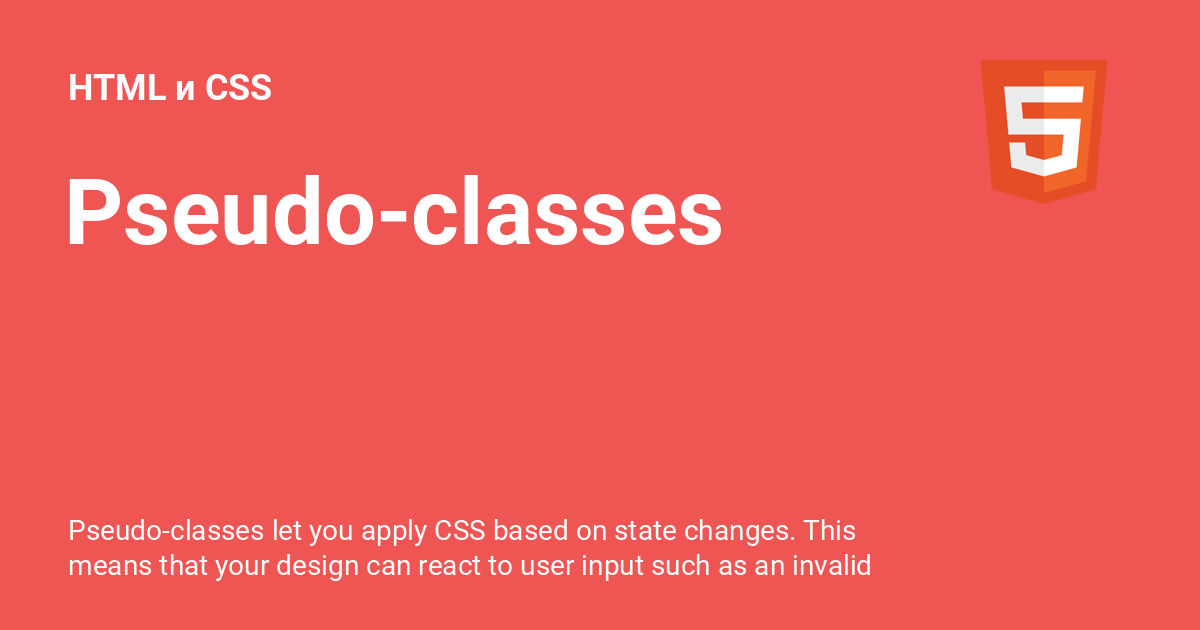 HTML и CSS
Pseudo-classes
Pseudo-classes let you apply CSS based on state changes. This
means that your design can react to user input such as an invalid